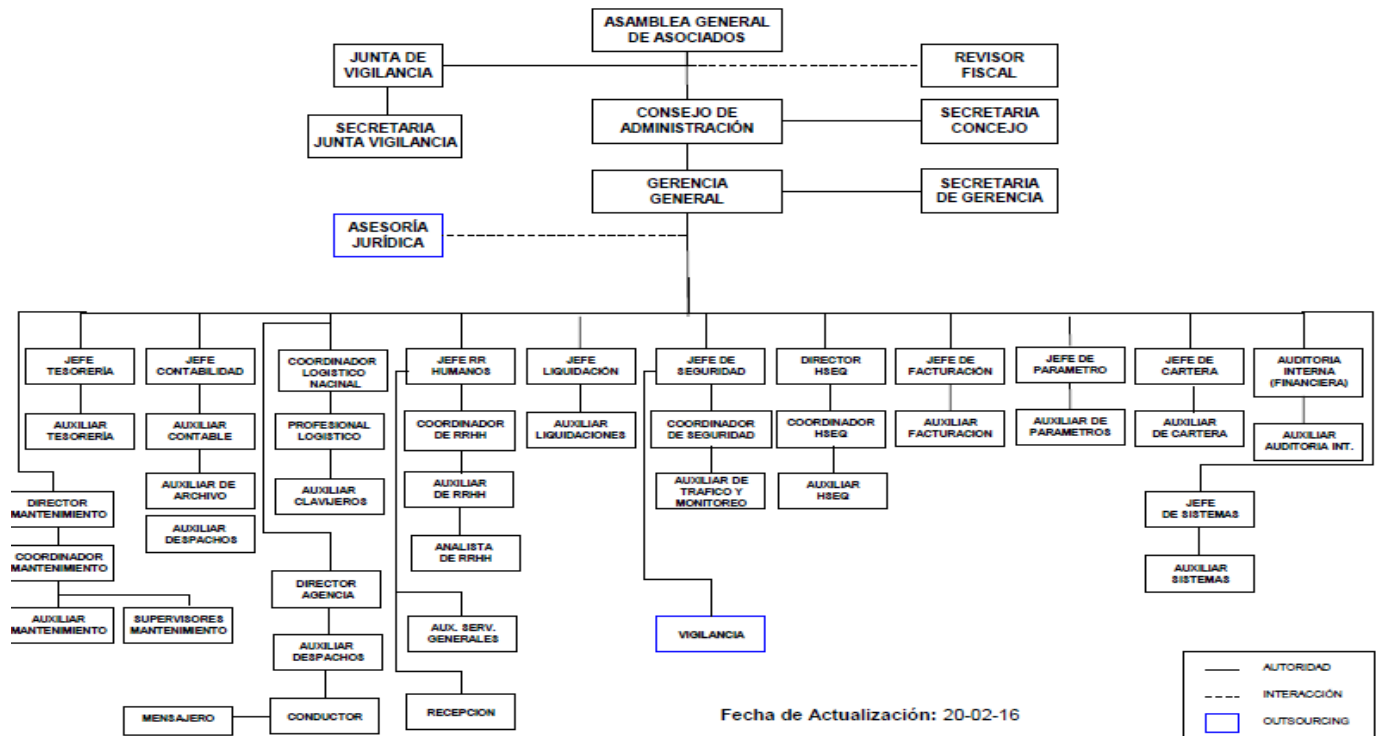 ASAMBLEA GENERAL
DE ASOCIADOS
JUNTA DE
VIGILANCIA
REVISOR
FISCAL
SECRETARIA
JUNTA VIGILANCIA
CONSEJO DE
ADMINISTRACIÓN
SECRETARIA
CONCEJO
GERENCIA
GENERAL
SECRETARIA
DE GERENCIA
ASESORÍA
JURÍDICA
JEFE
TESORERÍA
JEFE
CONTABILIDAD
COORDINADOR
LOGISTICO
NACINAL
JEFE RR
HUMANOS
JEFE
LIQUIDACIÓN
JEFE DE
SEGURIDAD
DIRECTOR
HSEQ
JEFE DE
FACTURACIÓN
JEFE DE
PARAMETRO
JEFE DE
CARTERA
AUDITORIA
INTERNA
(FINANCIERA)
AUXILIAR
TESORERÍA
AUXILIAR
CONTABLE
PROFESIONAL
LOGISTICO
COORDINADOR
DE RRHH
AUXILIAR
LIQUIDACIONES
COORDINADOR
DE SEGURIDAD
COORDINADOR
HSEQ
AUXILIAR
FACTURACION
AUXILIAR DE
PARAMETROS
AUXILIAR
DE CARTERA
AUXILIAR
AUDITORIA INT.
DIRECTOR
MANTENIMIENTO
AUXILIAR DE
ARCHIVO
AUXILIAR
CLAVIJEROS
AUXILIAR
DE RRHH
AUXILIAR DE
TRAFICO Y
MONITOREO
AUXILIAR
HSEQ
JEFE
DE SISTEMAS
AUXILIAR
DESPACHOS
ANALISTA
DE RRHH
COORDINADOR
MANTENIMIENTO
DIRECTOR
AGENCIA
AUXILIAR
SISTEMAS
AUXILIAR
MANTENIMIENTO
SUPERVISORES
MANTENIMIENTO
AUX. SERV.
GENERALES
VIGILANCIA
AUXILIAR
DESPACHOS
MENSAJERO
CONDUCTOR
RECEPCION
Fecha de Actualización: 20-02-16
AUTORIDAD
INTERACCIÓN
OUTSOURCING